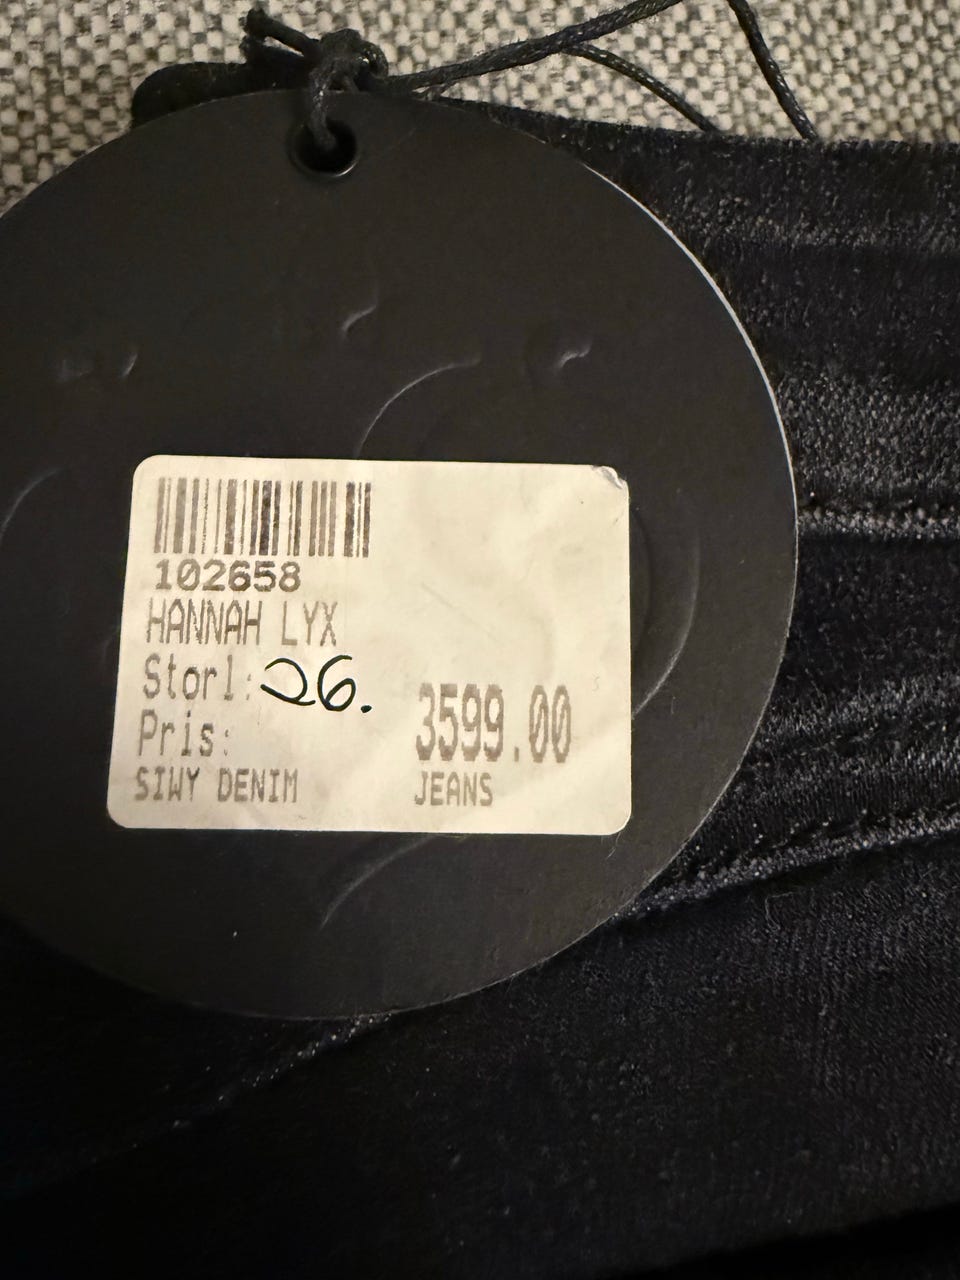 102658
HANNAH LYX
Storl: 26.
Pris: 3599.00
SIWY DENIM JEANS